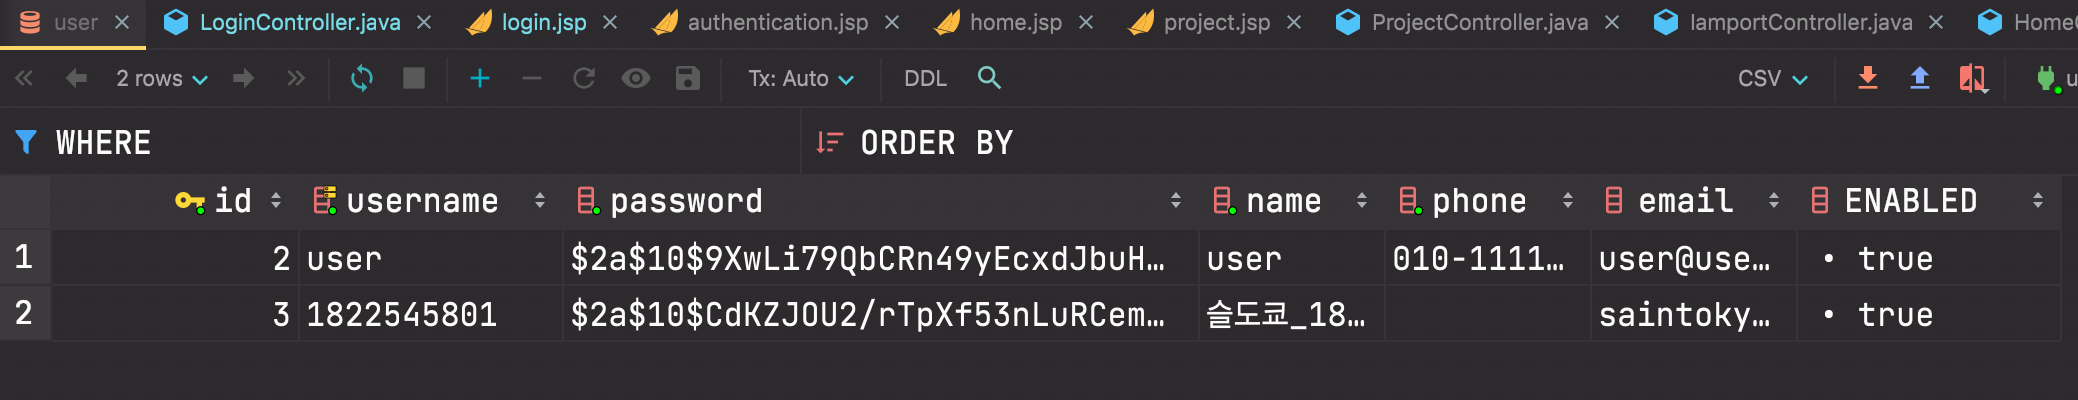 user LoginController.java login.jsp authentication.jsp home.jsp project.jsp ProjectController.java IamportController.java Home
2 rows Tx: Auto DDL CSV u
WHERE ORDER BY
id username password name phone email ENABLED
1 2 user $2a$10$9XwLi79QbCRn49yEcxdJbuH… user 010-1111… user@use… true
2 3 1822545801 $2a$10$CdKZJOU2/rTpXf53nLuRCem… 슬도쿄_18… saintoky… true